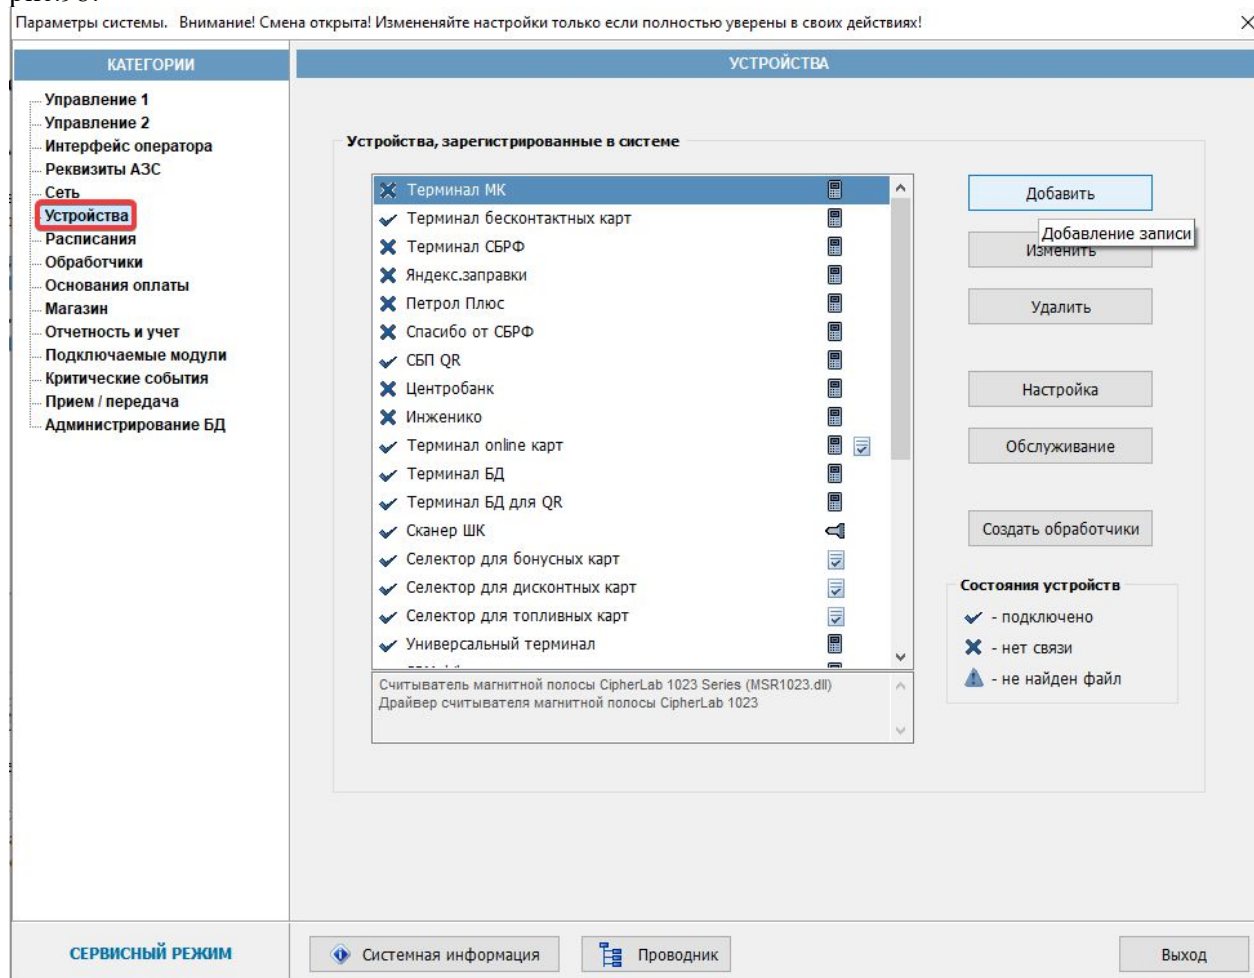 Параметры системы. Внимание! Смена открыта! Измененяйте настройки только если полностью уверены в своих действиях!
КАТЕГОРИИ
Управление 1
Управление 2
Интерфейс оператора
Реквизиты АЗС
Сеть
Устройства
Расписания
Обработчики
Основания оплаты
Магазин
Отчетность и учет
Подключаемые модули
Критические события
Прием / передача
Администрирование БД
СЕРВИСНЫЙ РЕЖИМ
УСТРОЙСТВА
Устройства, зарегистрированные в системе
Терминал МК
Терминал бесконтактных карт
Терминал СБРФ
Яндекс.заправки
Петрол Плюс
Спасибо от СБРФ
СБП QR
Центробанк
Инженико
Терминал online карт
Терминал БД
Терминал БД для QR
Сканер ШК
Селектор для бонусных карт
Селектор для дисконтных карт
Селектор для топливных карт
Универсальный терминал
Считыватель магнитной полосы CipherLab 1023 Series (MSR1023.dll)
Драйвер считывателя магнитной полосы CipherLab 1023
Добавить
Добавление записи
Изменить
Удалить
Настройка
Обслуживание
Создать обработчики
Состояния устройств
- подключено
- нет связи
- не найден файл
Системная информация
Проводник
Выход